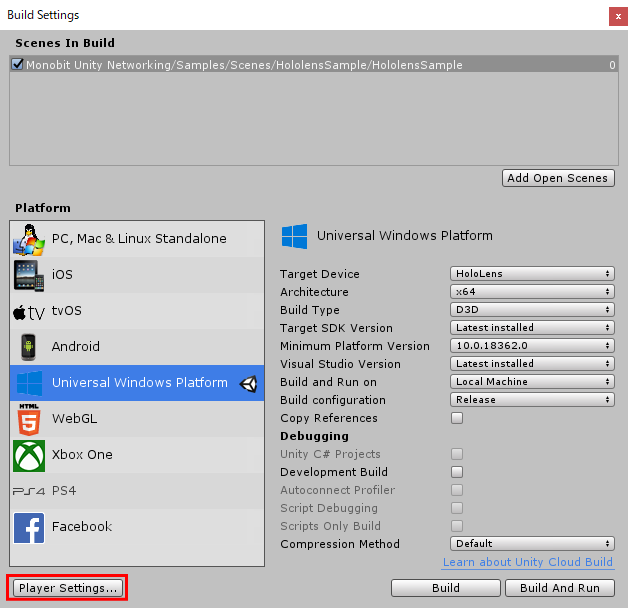 Build Settings
x
Scenes In Build
Monobit Unity Networking/Samples/Scenes/HololensSample/HololensSample 0
Add Open Scenes
Platform
PC, Mac & Linux Standalone
iOS
tv tvOS
Android
Universal Windows Platform
HTML
5 WebGL
Xbox One
PS4 PS4
f Facebook
Universal Windows Platform
Target Device HoloLens
Architecture x64
Build Type D3D
Target SDK Version Latest installed
Minimum Platform Version 10.0.18362.0
Visual Studio Version Latest installed
Build and Run on Local Machine
Build configuration Release
Copy References
Debugging
Unity C# Projects
Development Build
Autoconnect Profiler
Script Debugging
Scripts Only Build
Compression Method Default
Learn about Unity Cloud Build
Player Settings...
Build
Build And Run